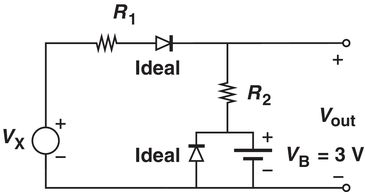 R1
Ideal
R2
+
VX
+
−
Ideal
+
−
VB = 3 V
Vout
−